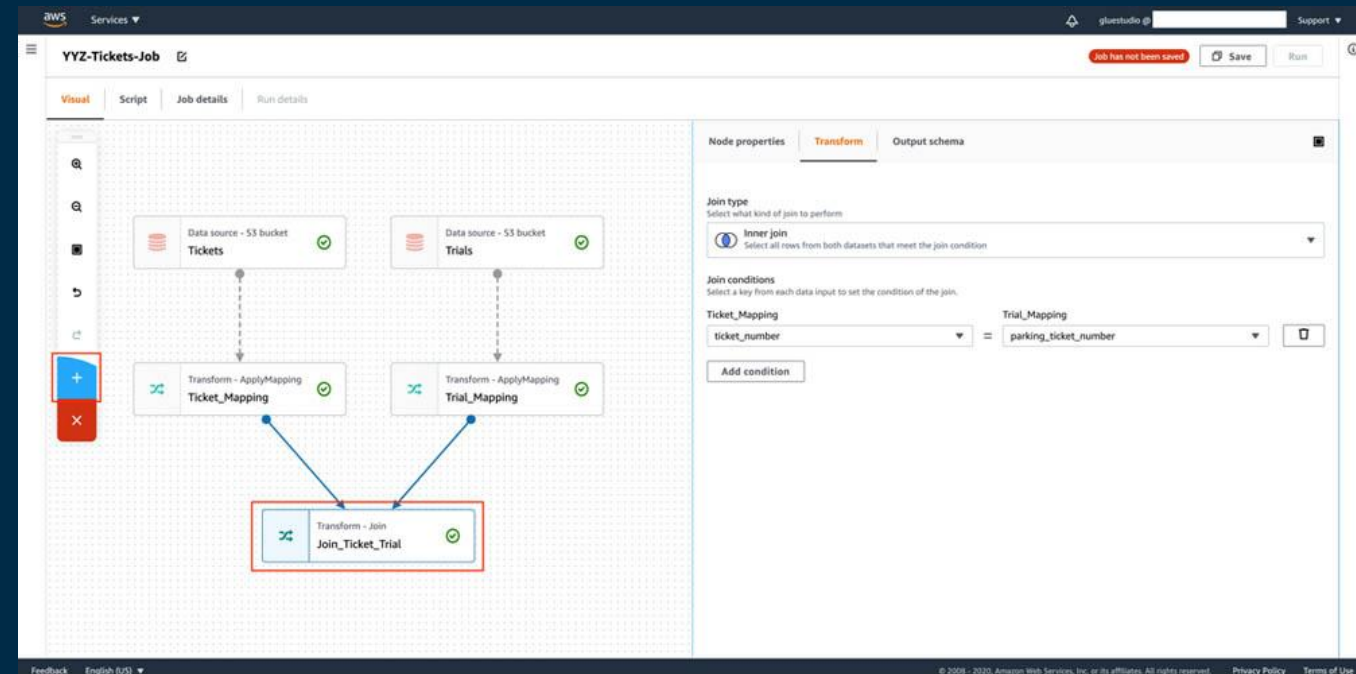 aws Services ▼ gluestudio @ Support ▼
YYZ-Tickets-Job Job has not been saved Save Run
Visual Script Job details Run details
Node properties Transform Output schema
Data source - S3 bucket
Tickets
Data source - S3 bucket
Trials
Transform - ApplyMapping
Ticket_Mapping
Transform - ApplyMapping
Trial_Mapping
Transform - Join
Join_Ticket_Trial
Join type
Select what kind of join to perform
Inner join
Select all rows from both datasets that meet the join condition
Join conditions
Select a key from each data input to set the condition of the join.
Ticket_Mapping Trial_Mapping
ticket_number = parking_ticket_number
Add condition
Feedback English (US) ▼ © 2008 - 2020, Amazon Web Services, Inc. or its affiliates. All rights reserved. Privacy Policy Terms of Use